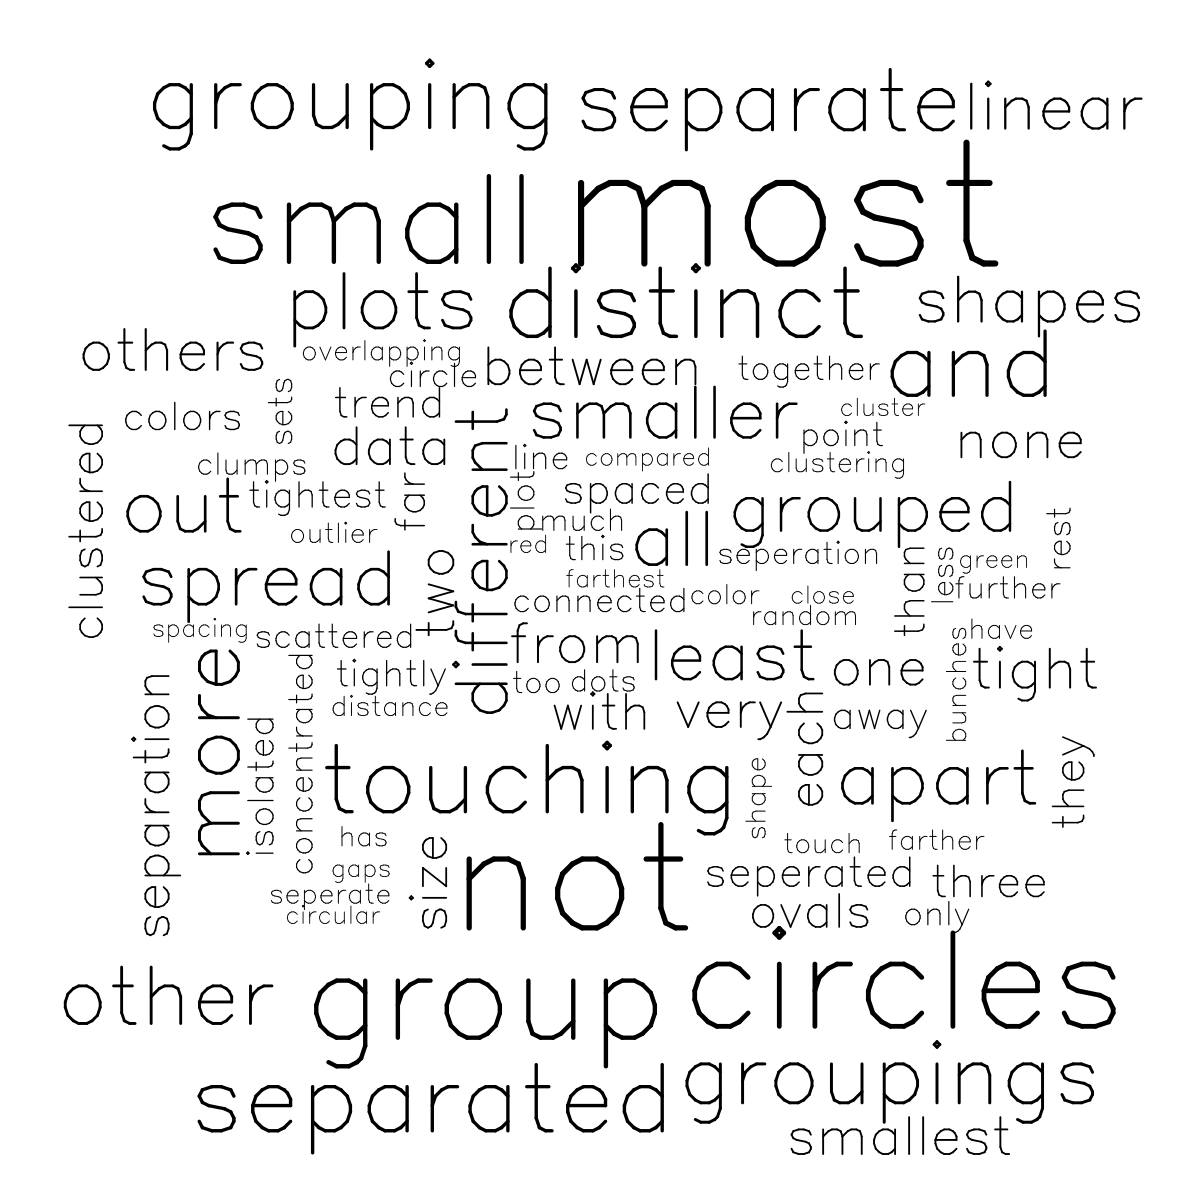 grouping separate linear
small most
plots distinct shapes
others overlapping between together and
circle
colors sets trend smaller cluster
clustered data different line compared point none
clumps clustering
out tightest far plot spaced grouped
outlier much all rest
red this seperation than less green
spread two farthest further
connected color close
random
spacing scattered from least one bunches have
more tightly too dots tight
separation isolated concentrated distance with very each away
touching shape apart they
has touch farther
gaps size not seperated three
seperate
circular ovals only
other group circles
separated groupings
smallest